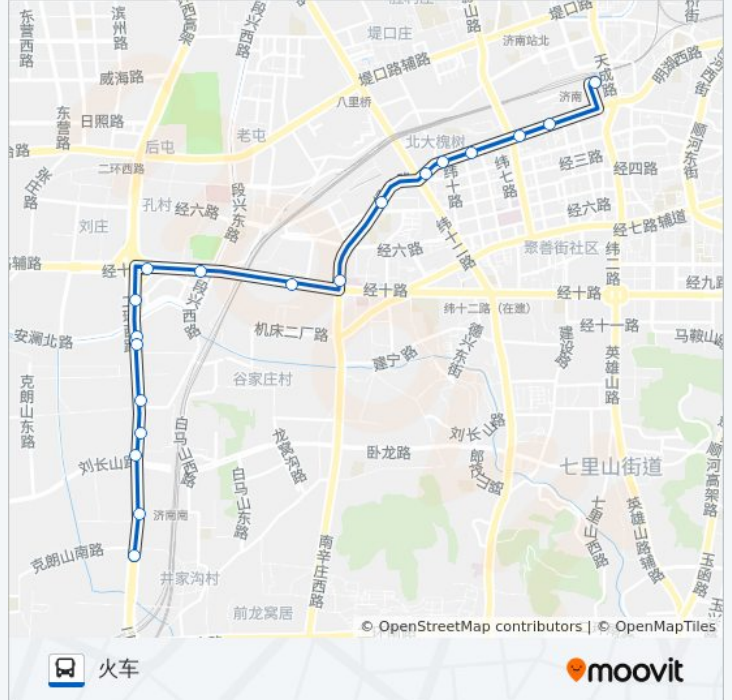 东营西路
滨州路
西高路
段兴西路
堤口庄
济南站北
堤口路
堤口路辅路
威海路
八里桥
天成路
济南
明湖西路
东营路
日照路
老屯
后屯
北大槐树
顺河东街
二环西路
经三路
经四路
纬十路
纬七路
张庄路
孔村
经六路
段兴东路
经六路
刘庄
经七路辅道
纬十二路
聚善街社区
纬二路
经六路
辅路
经十
段兴西路
经十路
经十路
经九路
纬十二路（在建）
经十一路
安澜北路
机床二厂路
德兴东街
建设路
马鞍山
建宁路
英雄山路
谷家庄村
克朗山东路
白马山西路
龙窝沟路
刘长山路
卧龙路
刘长山路
郎茂山路
七里山街道
白马山东路
顺河高架路
济南南
南辛庄西路
七里山西路
英雄山路辅路
克朗山南路
井家沟村
前龙窝居
玉函路
© OpenStreetMap contributors | © OpenMapTiles
火车
moovit